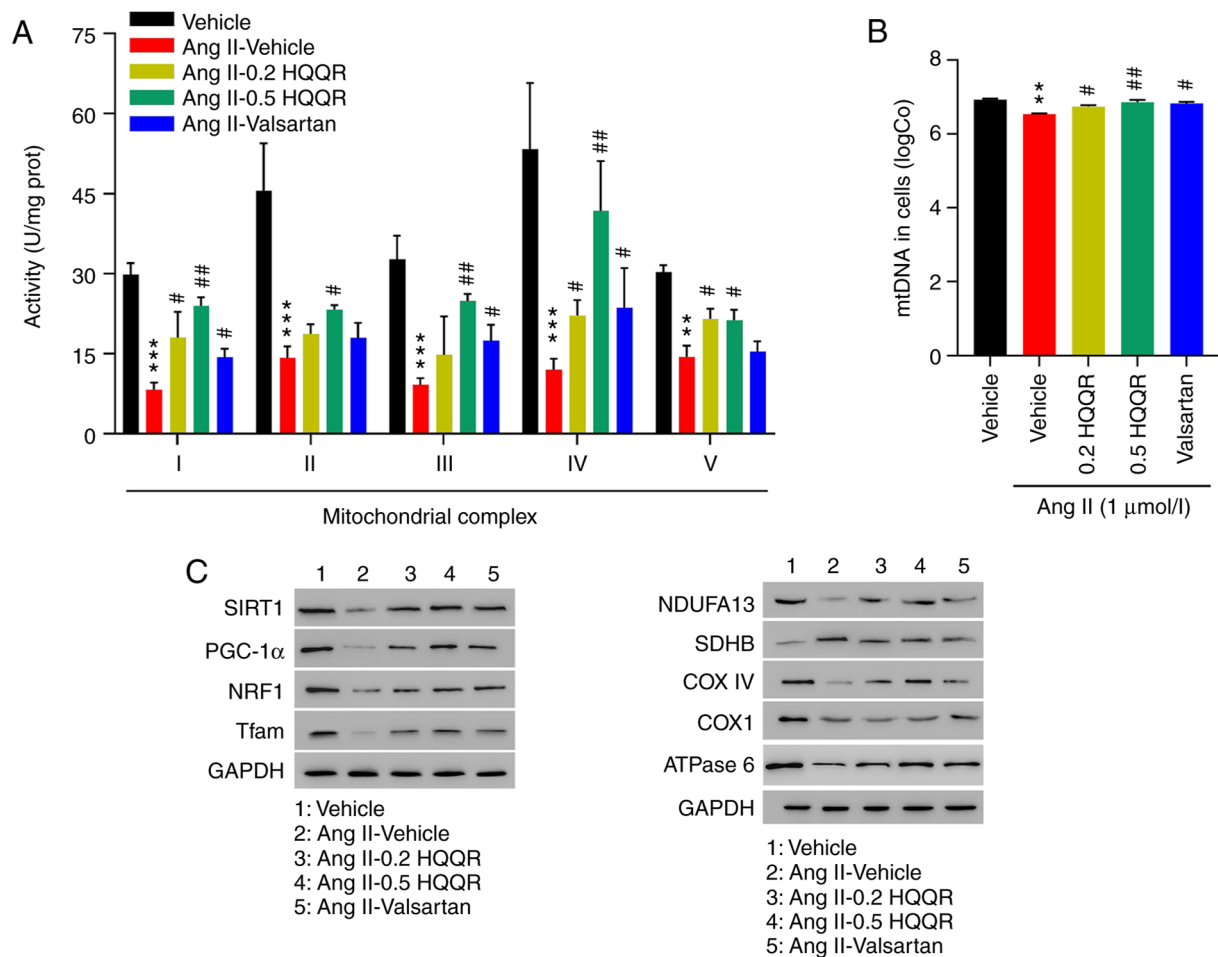 A
Vehicle
Ang II-Vehicle
Ang II-0.2 HQQR
Ang II-0.5 HQQR
Ang II-Valsartan
Activity (U/mg prot)
75
60
45
30
15
0
***
#
##
#
***
#
***
##
#
***
#
##
#
**
#
#
I
II
III
IV
V
Mitochondrial complex
B
mtDNA in cells (logCo)
8
6
4
2
0
**
#
##
#
Vehicle
Vehicle
0.2 HQQR
0.5 HQQR
Valsartan
Ang II (1 μmol/l)
C
1 2 3 4 5
SIRT1
PGC-1α
NRF1
Tfam
GAPDH
1: Vehicle
2: Ang II-Vehicle
3: Ang II-0.2 HQQR
4: Ang II-0.5 HQQR
5: Ang II-Valsartan
1 2 3 4 5
NDUFA13
SDHB
COX IV
COX1
ATPase 6
GAPDH
1: Vehicle
2: Ang II-Vehicle
3: Ang II-0.2 HQQR
4: Ang II-0.5 HQQR
5: Ang II-Valsartan